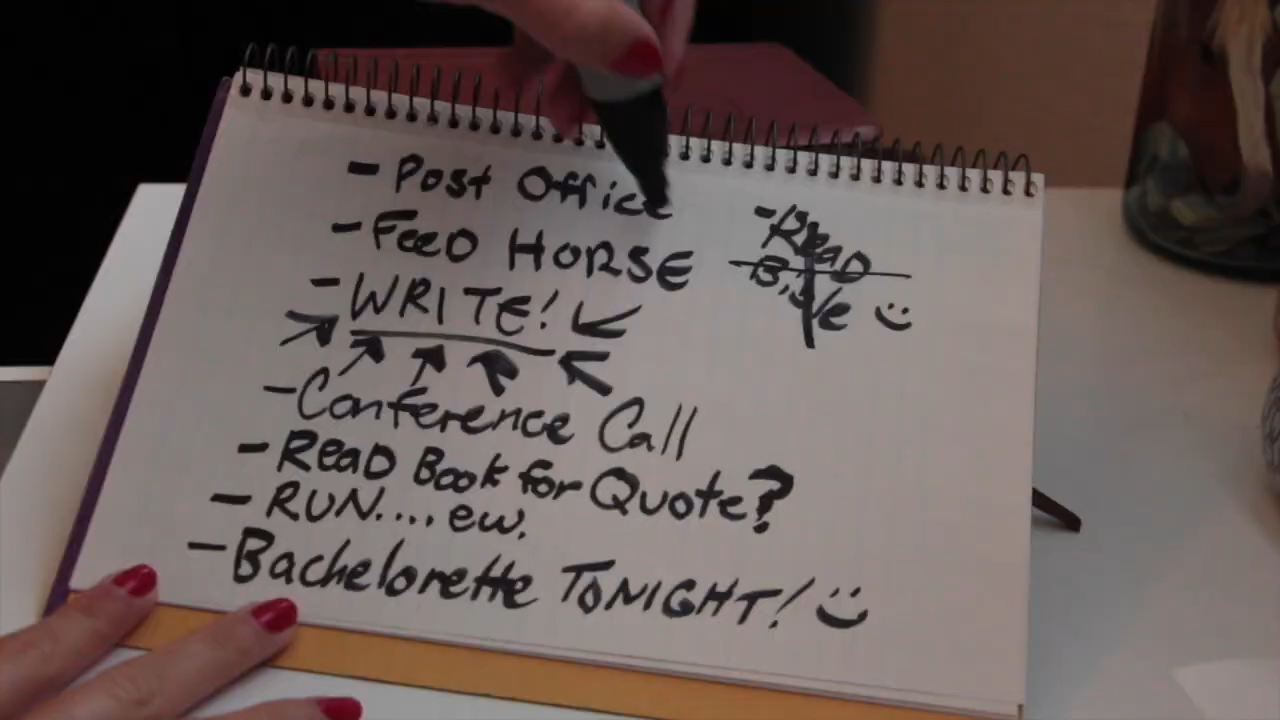 - Post Office
- FeeD HORSE
- WRITE!
- Conference Call
- ReaD Book for Quote?
- RUN.... ew.
- Bachelorette TONIGHT! :)
- ReaD
Bible :)